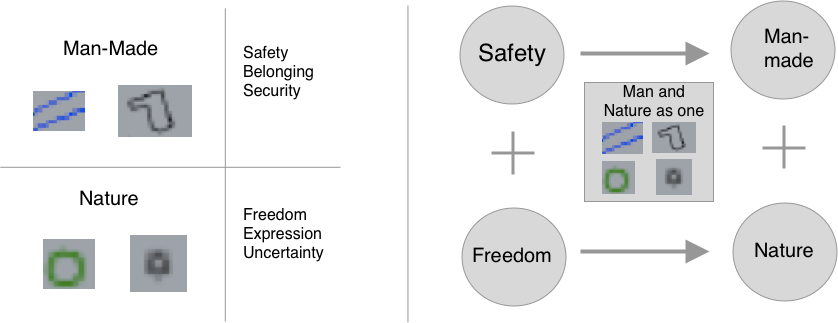 Man-Made
Safety
Belonging
Security
Nature
Freedom
Expression
Uncertainty
Safety
Man-
made
Man and
Nature as one
Freedom
Nature